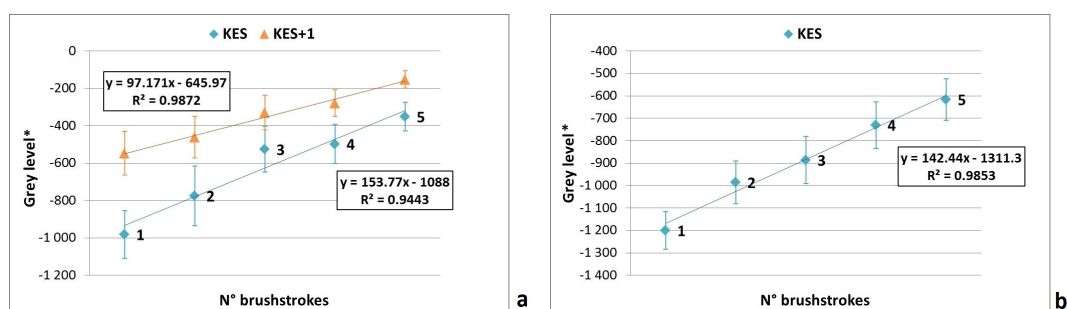 KES KES+1
0
-200
-400
-600
-800
-1 000
-1 200
Grey level*
y = 97.171x - 645.97
R² = 0.9872
y = 153.77x - 1088
R² = 0.9443
1
2
3
4
5
N° brushstrokes
a
KES
-400
-500
-600
-700
-800
-900
-1 000
-1 100
-1 200
-1 300
-1 400
Grey level*
y = 142.44x - 1311.3
R² = 0.9853
1
2
3
4
5
N° brushstrokes
b